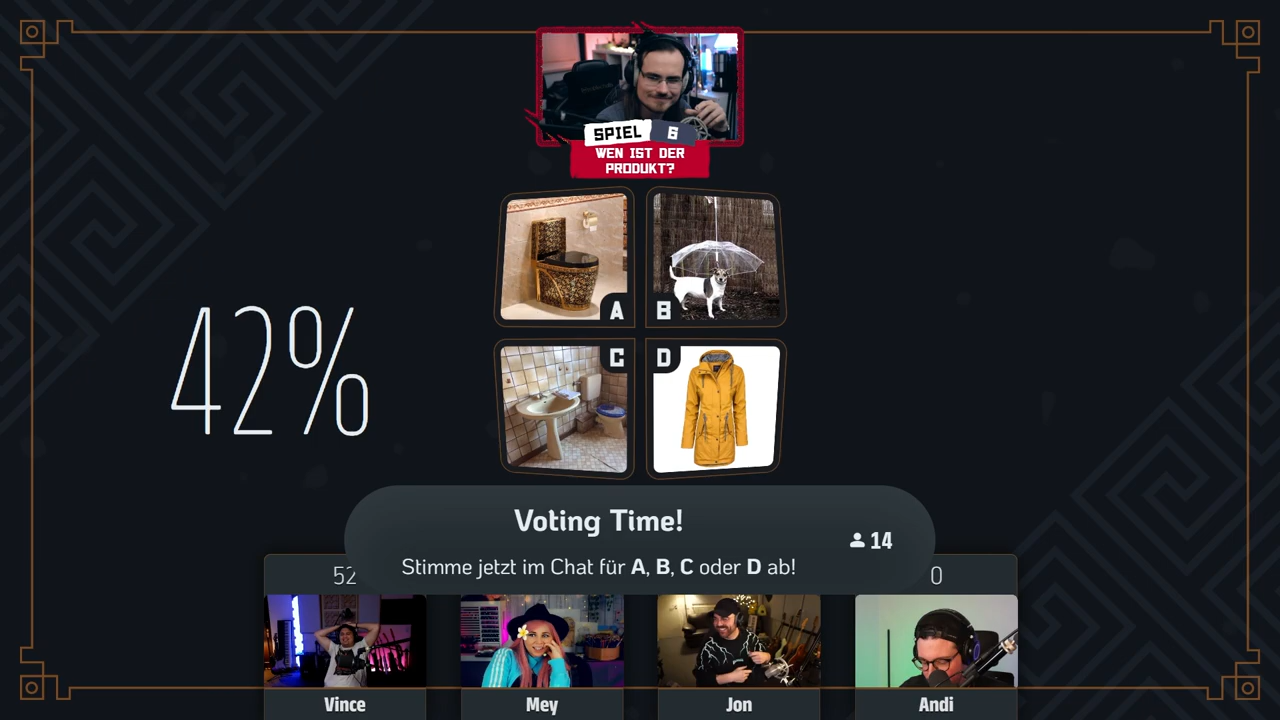 SPIEL 6
WEN IST DER
PRODUKT?
A
B
C
D
42%
Voting Time!
14
Stimme jetzt im Chat für A, B, C oder D ab!
52
0
Vince
Mey
Jon
Andi